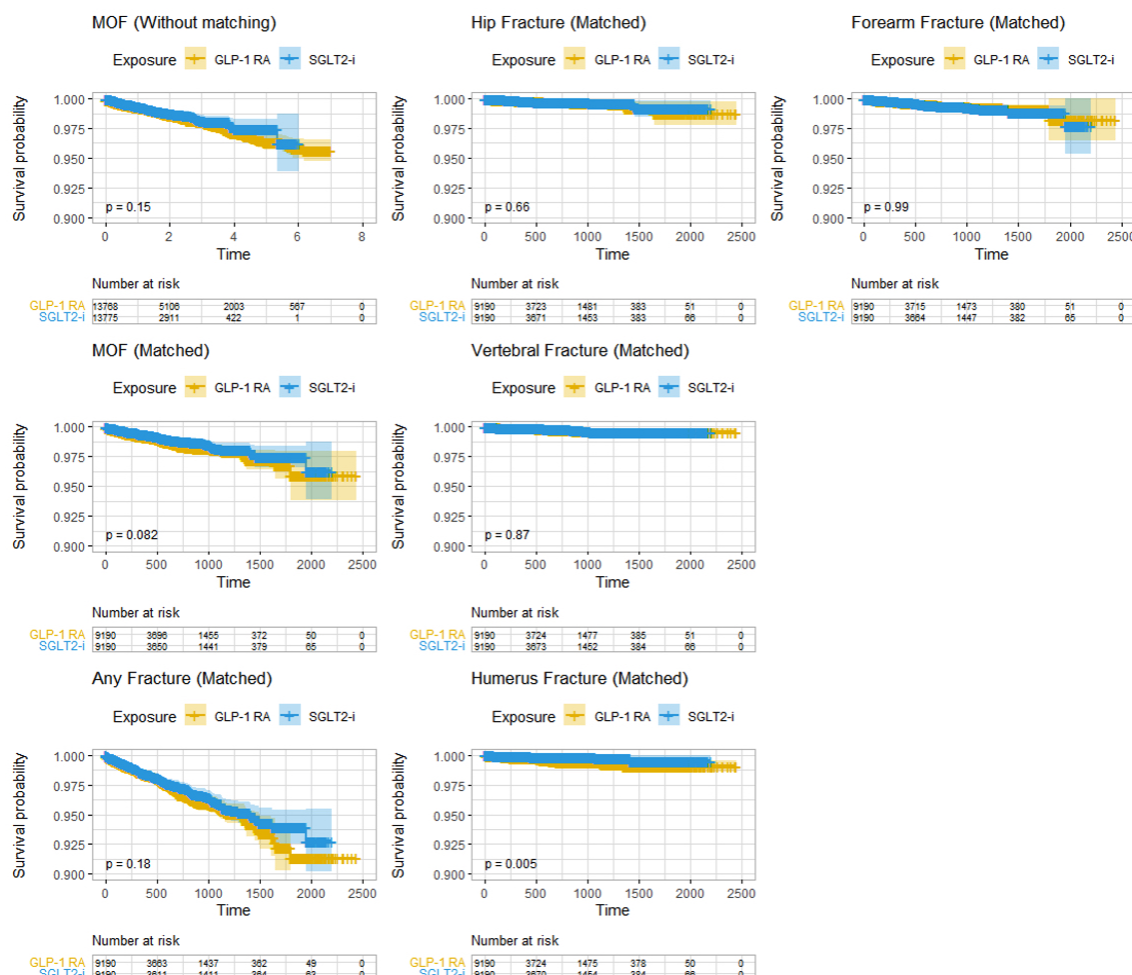 MOF (Without matching)
Exposure GLP-1 RA SGLT2-i
Survival probability
1.000
0.975
0.950
0.925
0.900
p = 0.15
0 2 4 6 8
Time
Number at risk
GLP-1 RA 13768 5106 2003 567 0
SGLT2-i 13775 2911 422 1 0
Hip Fracture (Matched)
Exposure GLP-1 RA SGLT2-i
Survival probability
1.000
0.975
0.950
0.925
0.900
p = 0.66
0 500 1000 1500 2000 2500
Time
Number at risk
GLP-1 RA 9190 3723 1481 383 51 0
SGLT2-i 9190 3671 1453 383 66 0
Forearm Fracture (Matched)
Exposure GLP-1 RA SGLT2-i
Survival probability
1.000
0.975
0.950
0.925
0.900
p = 0.99
0 500 1000 1500 2000 2500
Time
Number at risk
GLP-1 RA 9190 3715 1473 380 51 0
SGLT2-i 9190 3664 1447 382 65 0
MOF (Matched)
Exposure GLP-1 RA SGLT2-i
Survival probability
1.000
0.975
0.950
0.925
0.900
p = 0.082
0 500 1000 1500 2000 2500
Time
Number at risk
GLP-1 RA 9190 3696 1455 372 50 0
SGLT2-i 9190 3650 1441 379 65 0
Vertebral Fracture (Matched)
Exposure GLP-1 RA SGLT2-i
Survival probability
1.000
0.975
0.950
0.925
0.900
p = 0.87
0 500 1000 1500 2000 2500
Time
Number at risk
GLP-1 RA 9190 3724 1477 385 51 0
SGLT2-i 9190 3673 1452 384 66 0
Any Fracture (Matched)
Exposure GLP-1 RA SGLT2-i
Survival probability
1.000
0.975
0.950
0.925
0.900
p = 0.18
0 500 1000 1500 2000 2500
Time
Number at risk
GLP-1 RA 9190 3663 1437 362 49 0
SGLT2-i 9190 3611 1411 364 63 0
Humerus Fracture (Matched)
Exposure GLP-1 RA SGLT2-i
Survival probability
1.000
0.975
0.950
0.925
0.900
p = 0.005
0 500 1000 1500 2000 2500
Time
Number at risk
GLP-1 RA 9190 3724 1475 378 50 0
SGLT2-i 9190 3670 1454 384 66 0